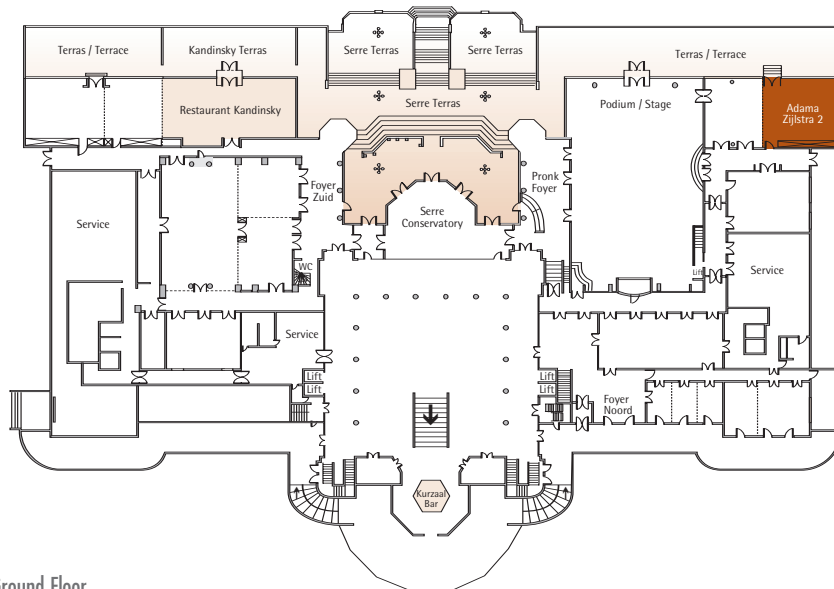 Terras / Terrace
Kandinsky Terras
Serre Terras
Serre Terras
Terras / Terrace
Restaurant Kandinsky
Serre Terras
Podium / Stage
Adama
Zijlstra 2
Foyer
Zuid
Pronk
Foyer
Serre
Conservatory
Service
WC
Lift
Service
Service
Lift
Lift
Lift
Lift
Foyer
Noord
Kurzaal
Bar
Ground Floor